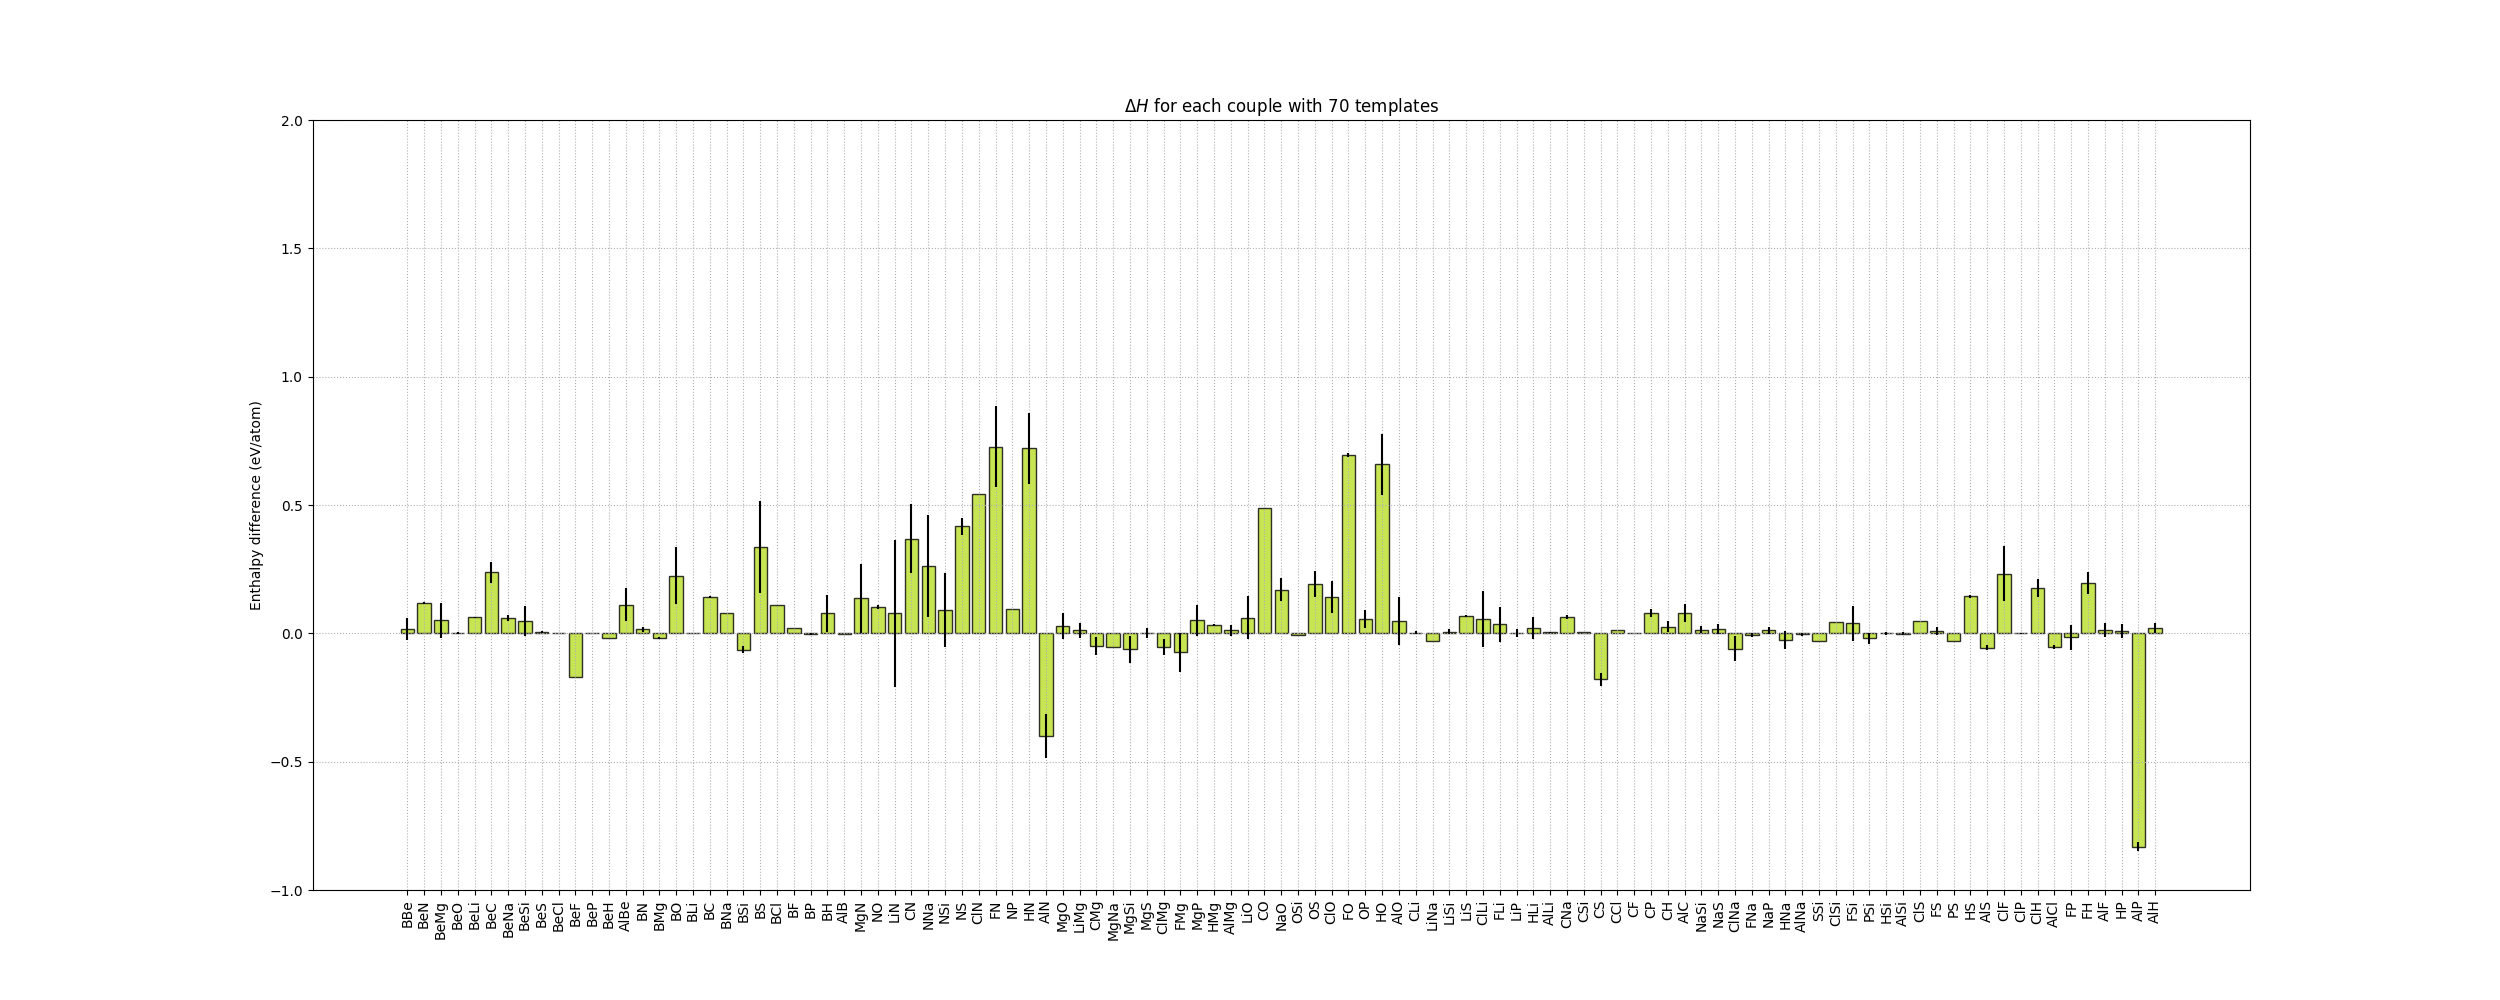 ΔH for each couple with 70 templates
Enthalpy difference (eV/atom)
2.0
1.5
1.0
0.5
0.0
−0.5
−1.0
BBe
BeN
BeMg
BeO
BeLi
BeC
BeNa
BeSi
BeS
BeCl
BeF
BeP
BeH
AlBe
BN
BMg
BO
BLi
BC
BNa
BSi
BS
BCl
BF
BP
BH
AlB
MgN
NO
LiN
CN
NNa
NSi
NS
ClN
FN
NP
HN
AlN
MgO
LiMg
CMg
MgNa
MgSi
MgS
ClMg
FMg
MgP
HMg
AlMg
LiO
CO
NaO
OSi
OS
ClO
FO
OP
HO
AlO
CLi
LiNa
LiSi
LiS
ClLi
FLi
LiP
HLi
AlLi
CNa
CSi
CS
CCl
CF
CP
CH
AlC
NaSi
NaS
ClNa
FNa
NaP
HNa
AlNa
SSi
ClSi
FSi
PSi
HSi
AlSi
ClS
FS
PS
HS
AlS
ClF
ClP
ClH
AlCl
FP
FH
AlF
HP
AlP
AlH